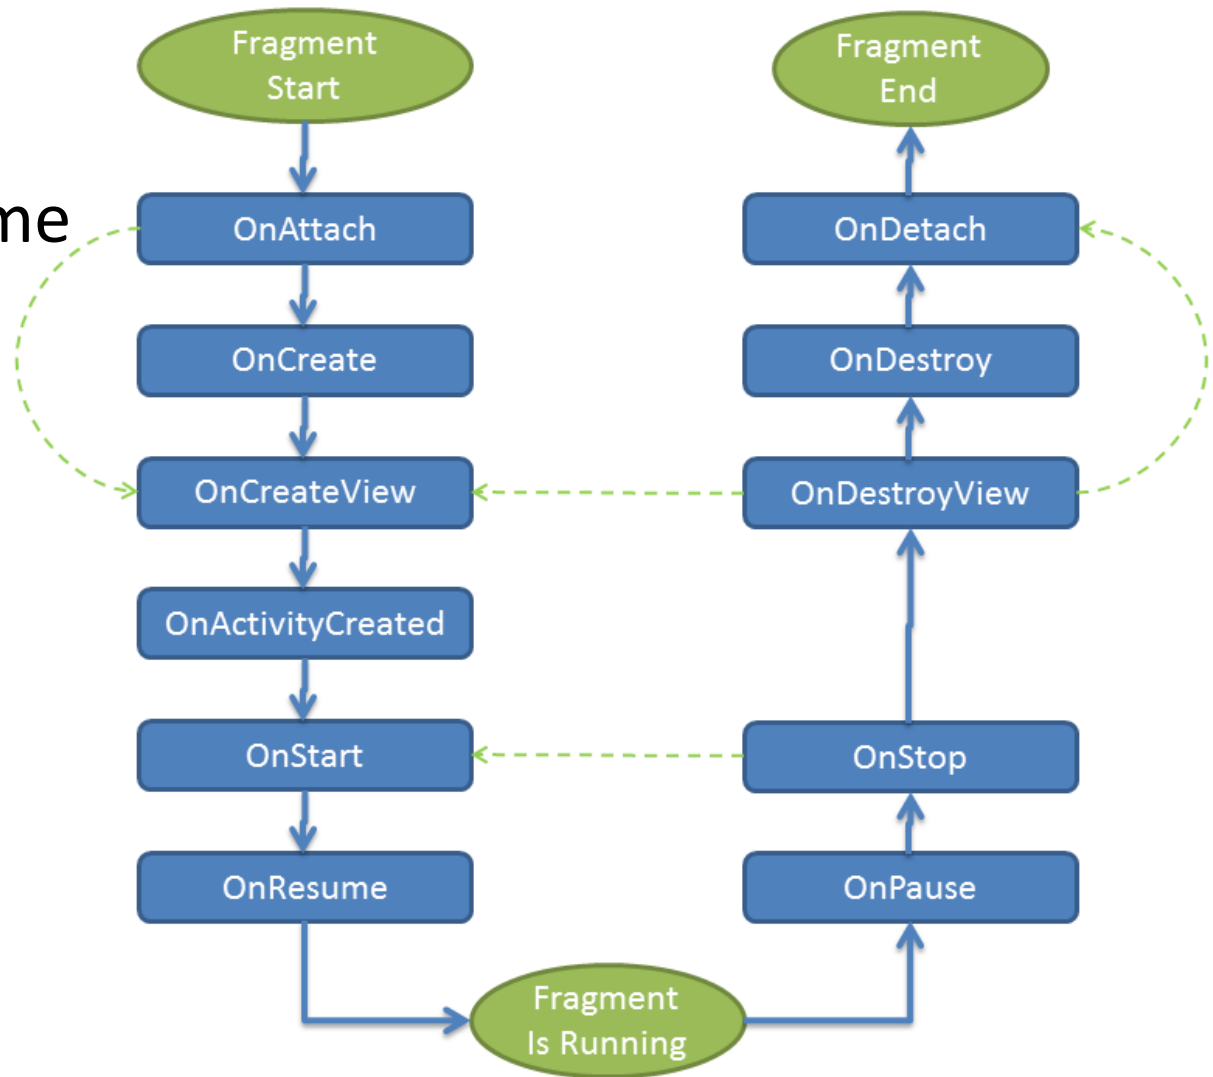 Fragment
Start
me
OnAttach
OnCreate
OnCreateView
OnActivityCreated
OnStart
OnResume
Fragment
Is Running
Fragment
End
OnDetach
OnDestroy
OnDestroyView
OnStop
OnPause